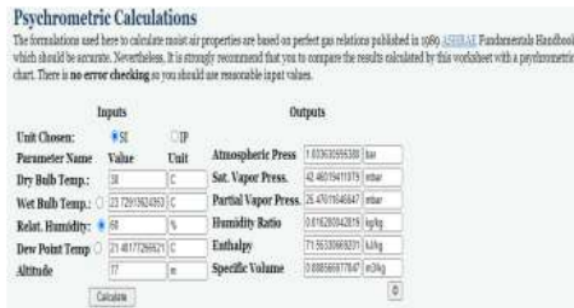 Psychrometric Calculations
The formulations used here to calculate moist air properties are based on perfect gas relations published in 1989 ASHRAE Fundamentals Handbook
which should be accurate. Nevertheless, It is strongly recommend that you to compare the results calculated by this worksheet with a psychrometric
chart. There is no error checking so you should use reasonable input values.
Inputs Outputs
Unit Chosen: SI IP
Parameter Name Value Unit Atmospheric Press bar
Dry Bulb Temp.: 30 C Sat. Vapor Press. mbar
Wet Bulb Temp.: C Partial Vapor Press. mbar
Relat. Humidity: 60 % Humidity Ratio kg/kg
Dew Point Temp C Enthalpy kJ/kg
Altitude 77 m Specific Volume m3/kg
Calculate